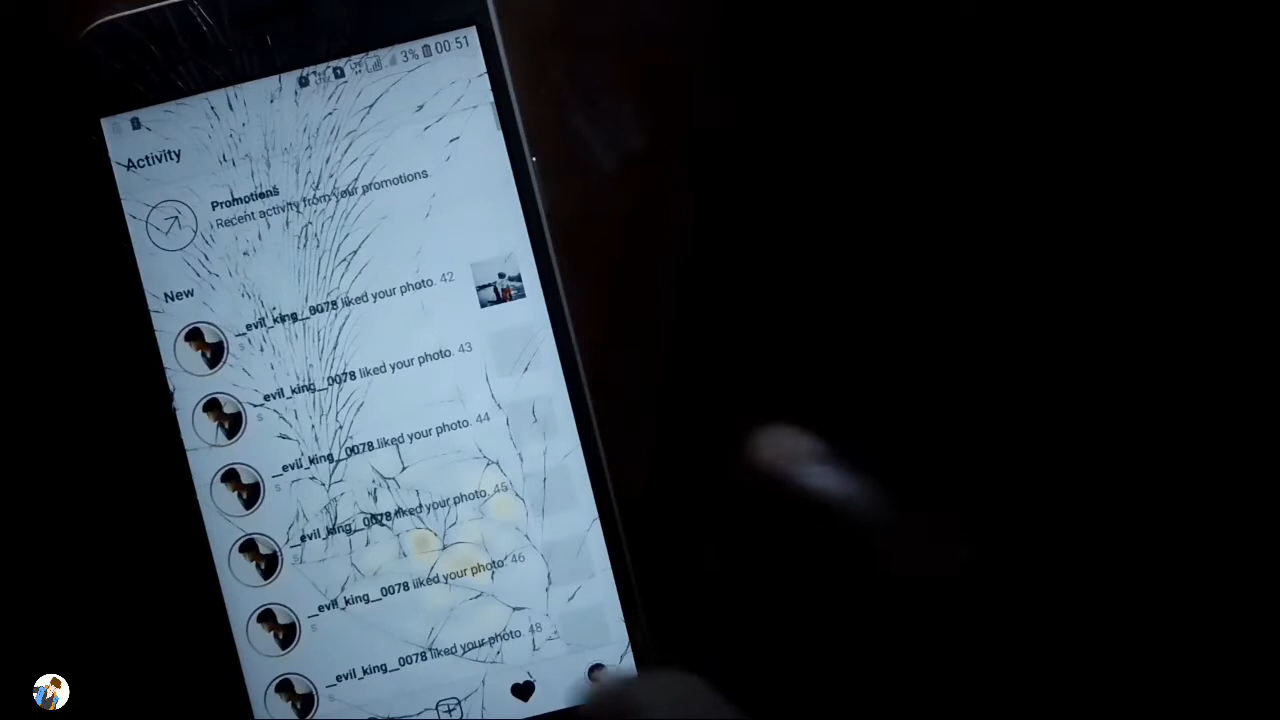 3% 00 51
Activity
Promotions
Recent activity from your promotions
New
__evil_king__0078 liked your photo. 42
s
__evil_king__0078 liked your photo. 43
s
__evil_king__0078 liked your photo. 44
s
__evil_king__0078 liked your photo. 45
s
__evil_king__0078 liked your photo. 46
s
__evil_king__0078 liked your photo. 48
s